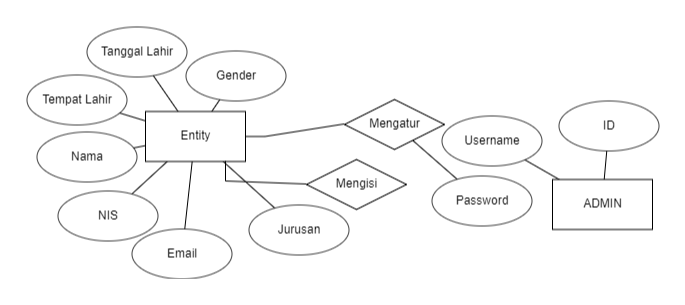 Tanggal Lahir
Gender
Tempat Lahir
Entity
Mengatur
ID
Username
Nama
Mengisi
Password
ADMIN
NIS
Jurusan
Email